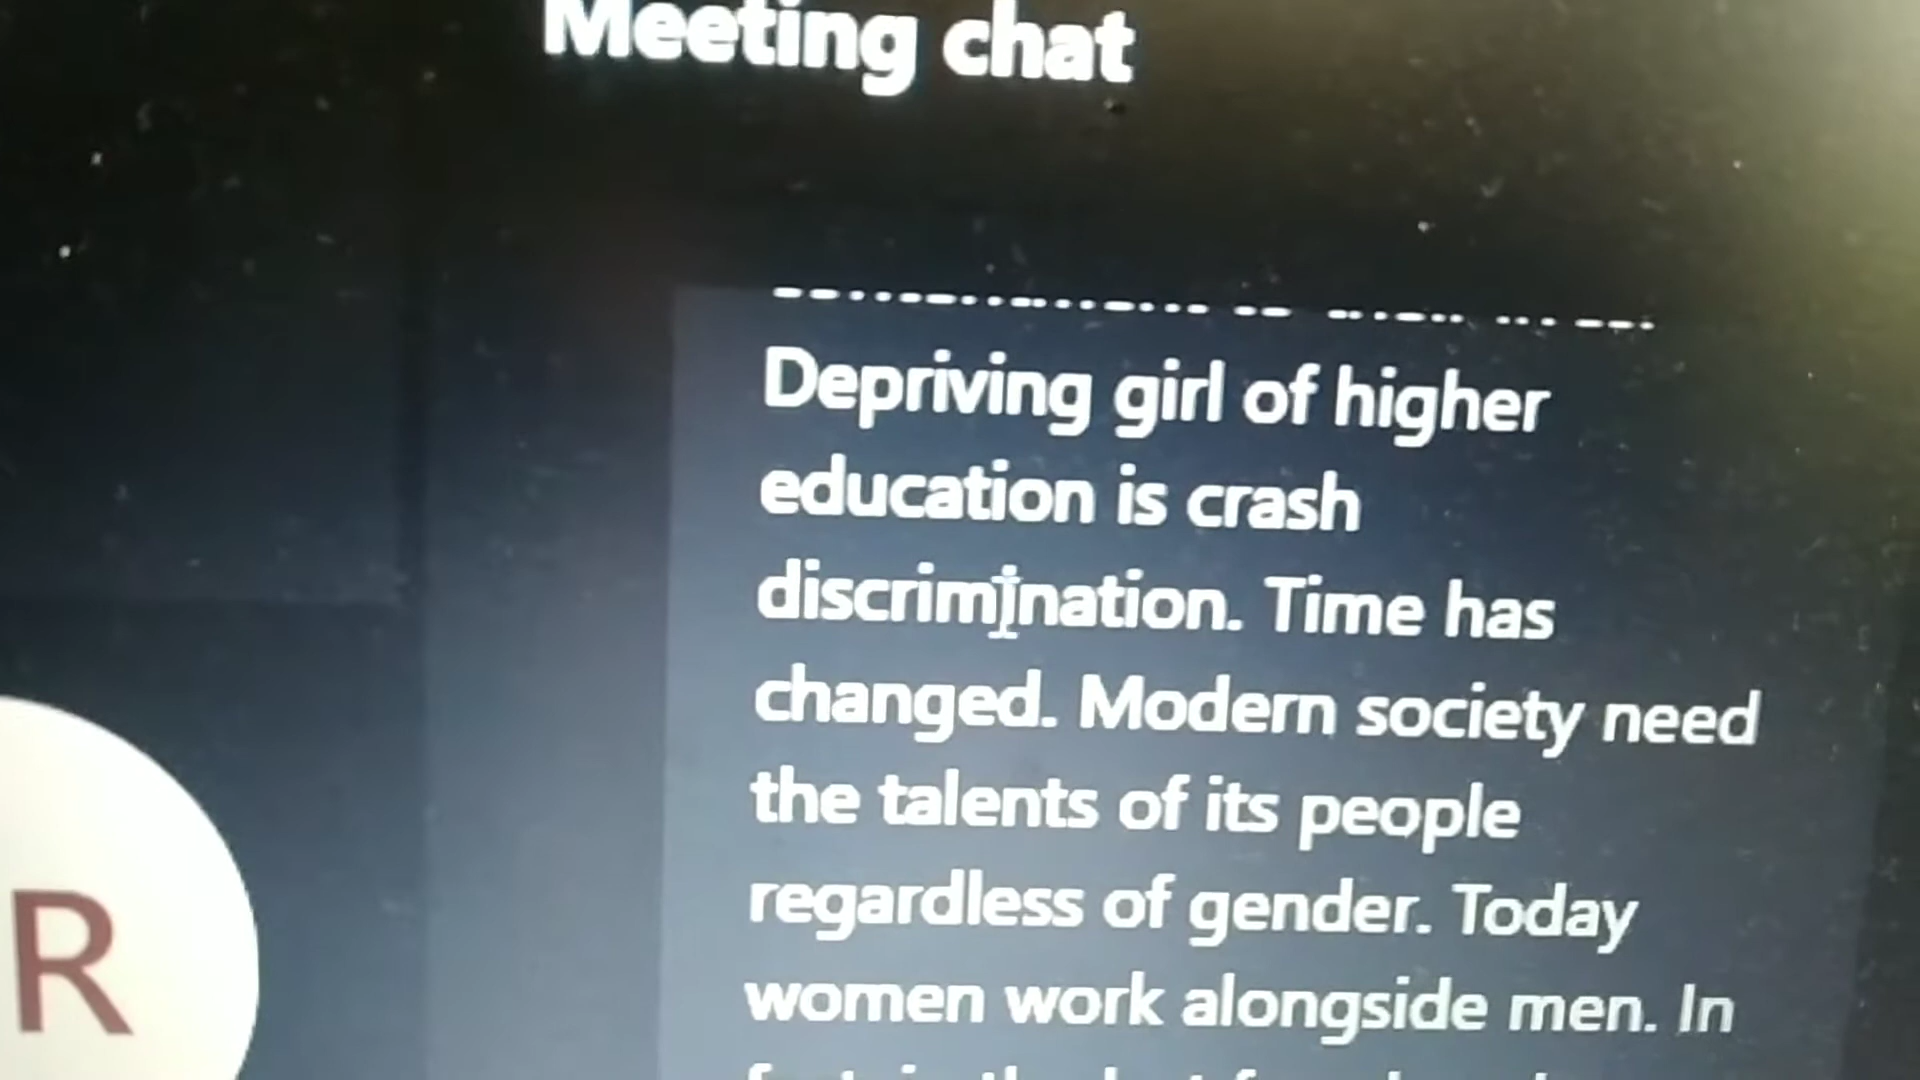 Meeting chat
Depriving girl of higher
education is crash
discrimination. Time has
changed. Modern society need
the talents of its people
regardless of gender. Today
women work alongside men. In
R